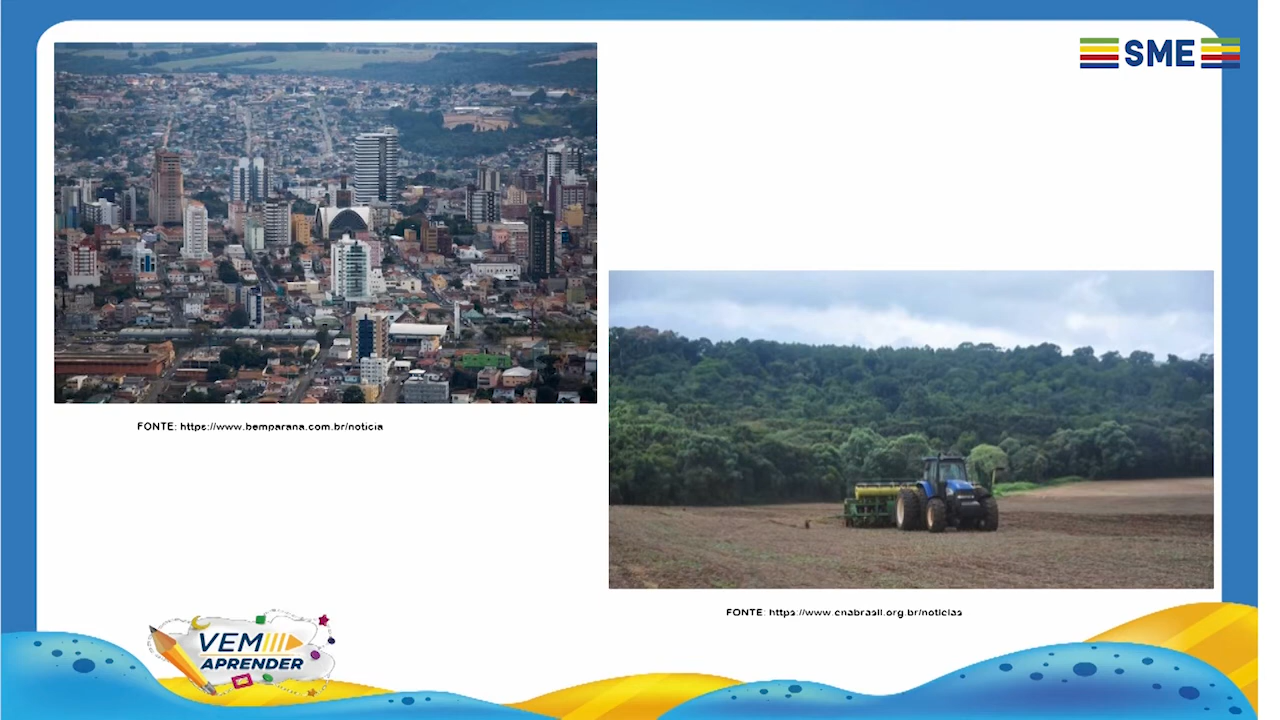 SME
FONTE: https://www.bemparana.com.br/noticia
FONTE: https://www.cnabrasil.org.br/noticias
VEM
APRENDER